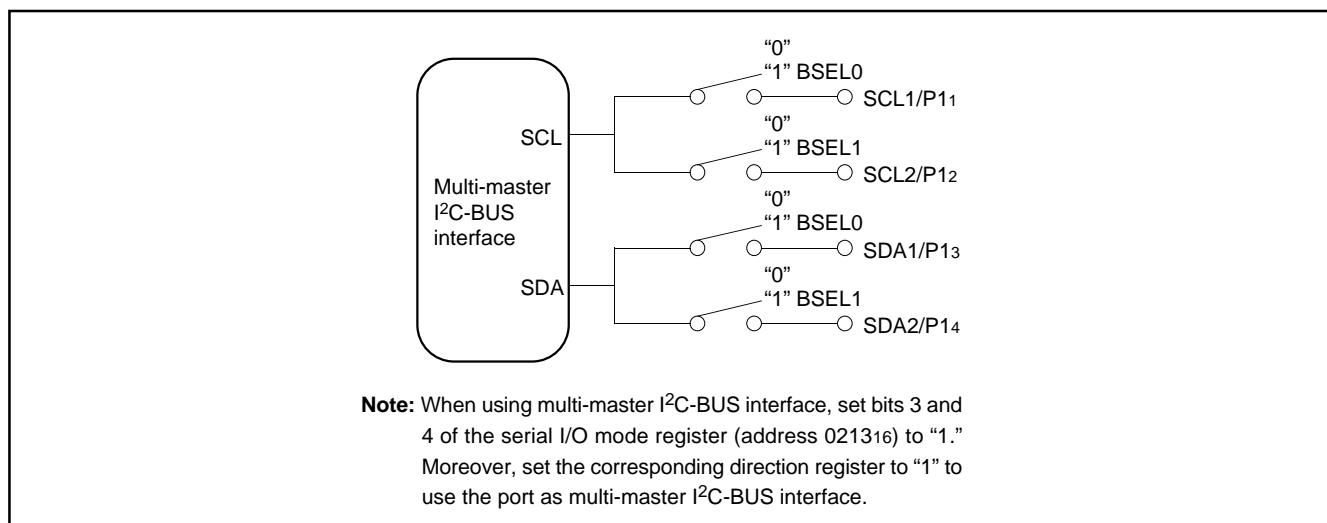 “0”
“1” BSEL0
SCL1/P11
SCL
“0”
“1” BSEL1
SCL2/P12
Multi-master
I2C-BUS
interface
“0”
“1” BSEL0
SDA1/P13
SDA
“0”
“1” BSEL1
SDA2/P14
Note: When using multi-master I2C-BUS interface, set bits 3 and
4 of the serial I/O mode register (address 021316) to “1.”
Moreover, set the corresponding direction register to “1” to
use the port as multi-master I2C-BUS interface.